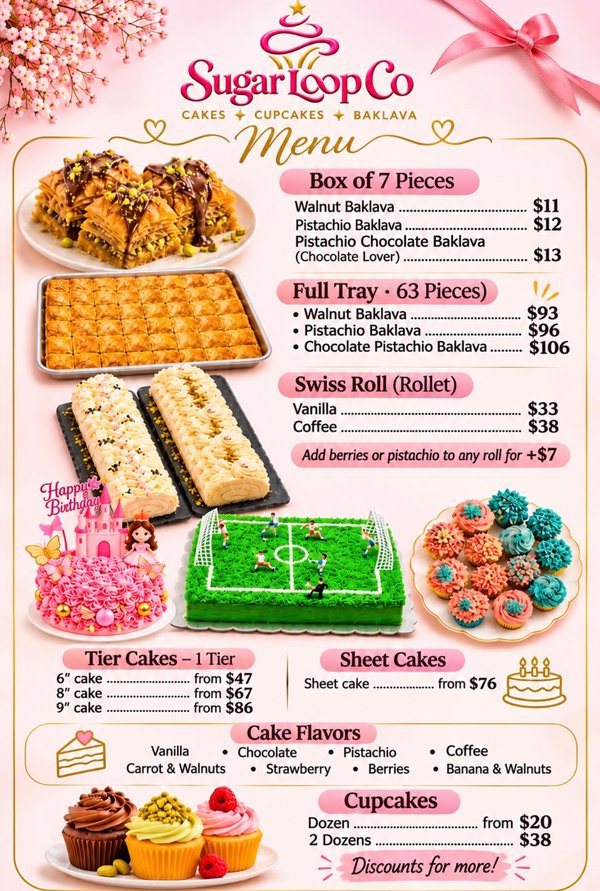 Sugar Loop Co
CAKES ✦ CUPCAKES ✦ BAKLAVA
Menu
Box of 7 Pieces
Walnut Baklava ................................ $11
Pistachio Baklava ................................ $12
Pistachio Chocolate Baklava
(Chocolate Lover) ................................ $13
Full Tray · 63 Pieces)
• Walnut Baklava ........................ $93
• Pistachio Baklava ........................ $96
• Chocolate Pistachio Baklava ......... $106
Swiss Roll (Rollet)
Vanilla ........................................ $33
Coffee ........................................ $38
Add berries or pistachio to any roll for +$7
Happy
Birthday
Tier Cakes – 1 Tier
6" cake ........................ from $47
8" cake ........................ from $67
9" cake ........................ from $86
Sheet Cakes
Sheet cake ................... from $76
Cake Flavors
Vanilla • Chocolate • Pistachio • Coffee
Carrot & Walnuts • Strawberry • Berries • Banana & Walnuts
Cupcakes
Dozen ............................ from $20
2 Dozens ................................ $38
Discounts for more!